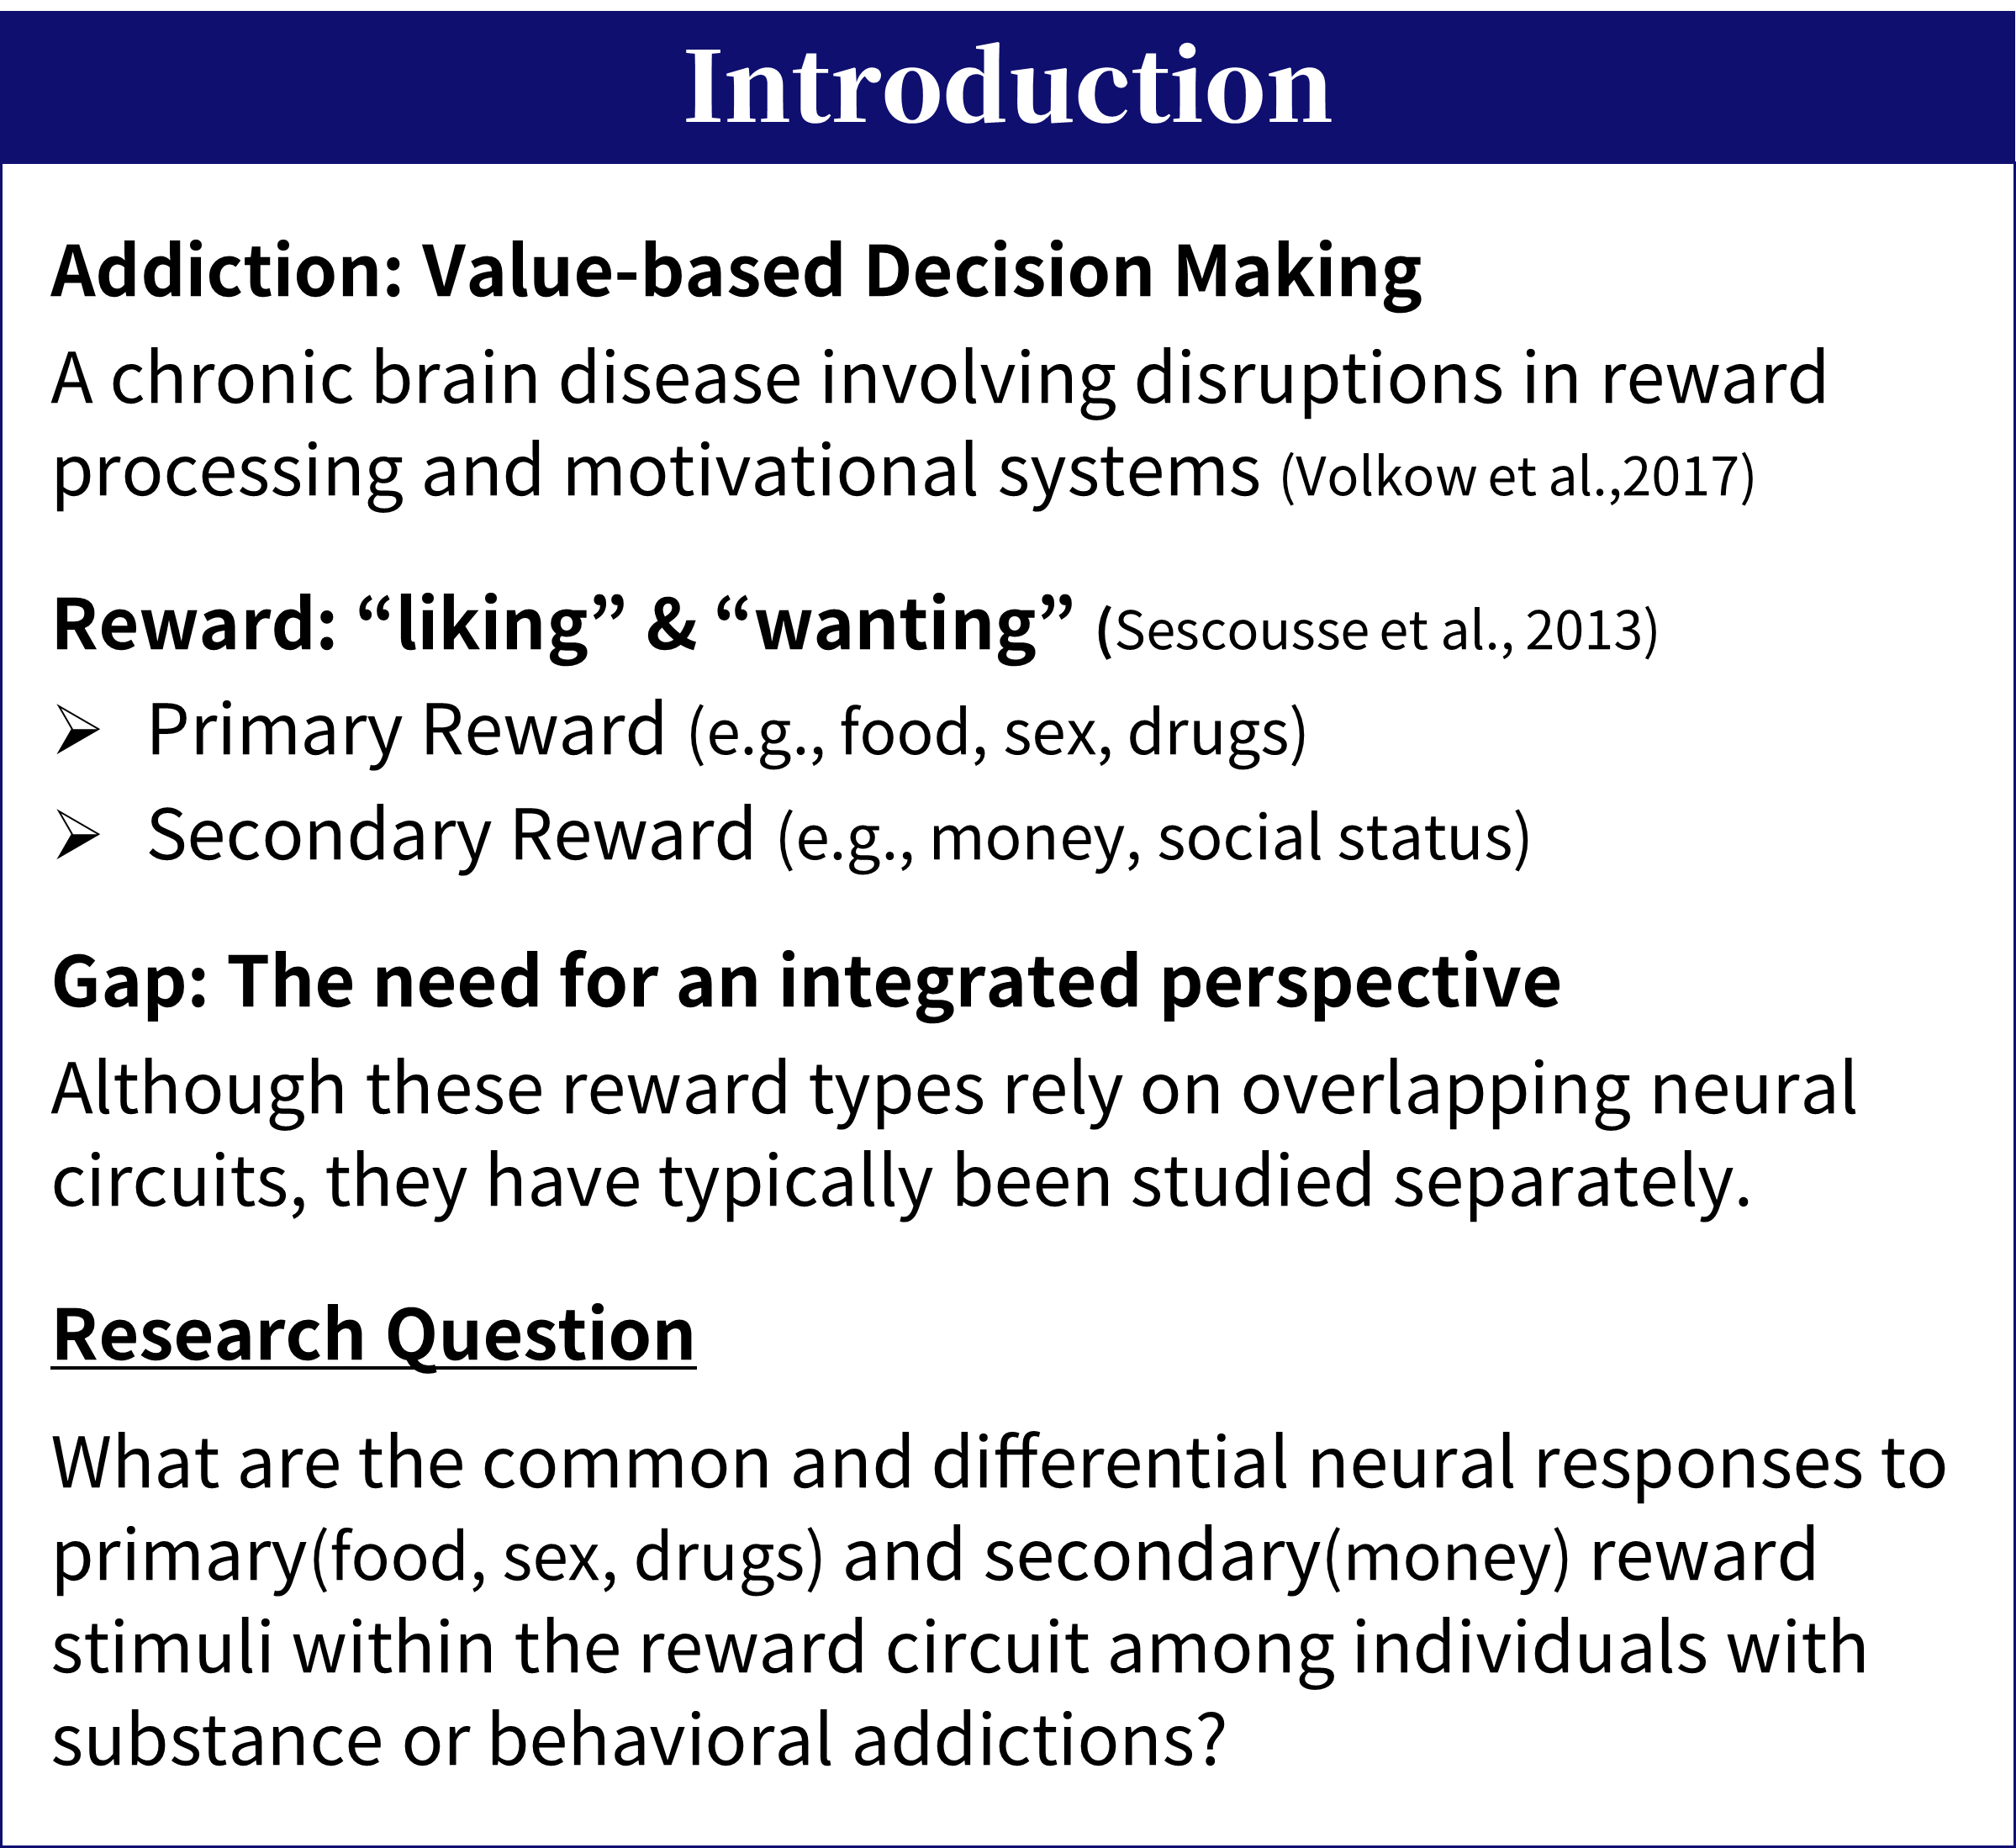 Introduction
Addiction: Value-based Decision Making
A chronic brain disease involving disruptions in reward
processing and motivational systems (Volkow et al.,2017)
Reward: “liking” & “wanting” (Sescousse et al., 2013)
➢ Primary Reward (e.g., food, sex, drugs)
➢ Secondary Reward (e.g., money, social status)
Gap: The need for an integrated perspective
Although these reward types rely on overlapping neural
circuits, they have typically been studied separately.
Research Question
What are the common and differential neural responses to
primary(food, sex, drugs) and secondary(money) reward
stimuli within the reward circuit among individuals with
substance or behavioral addictions?